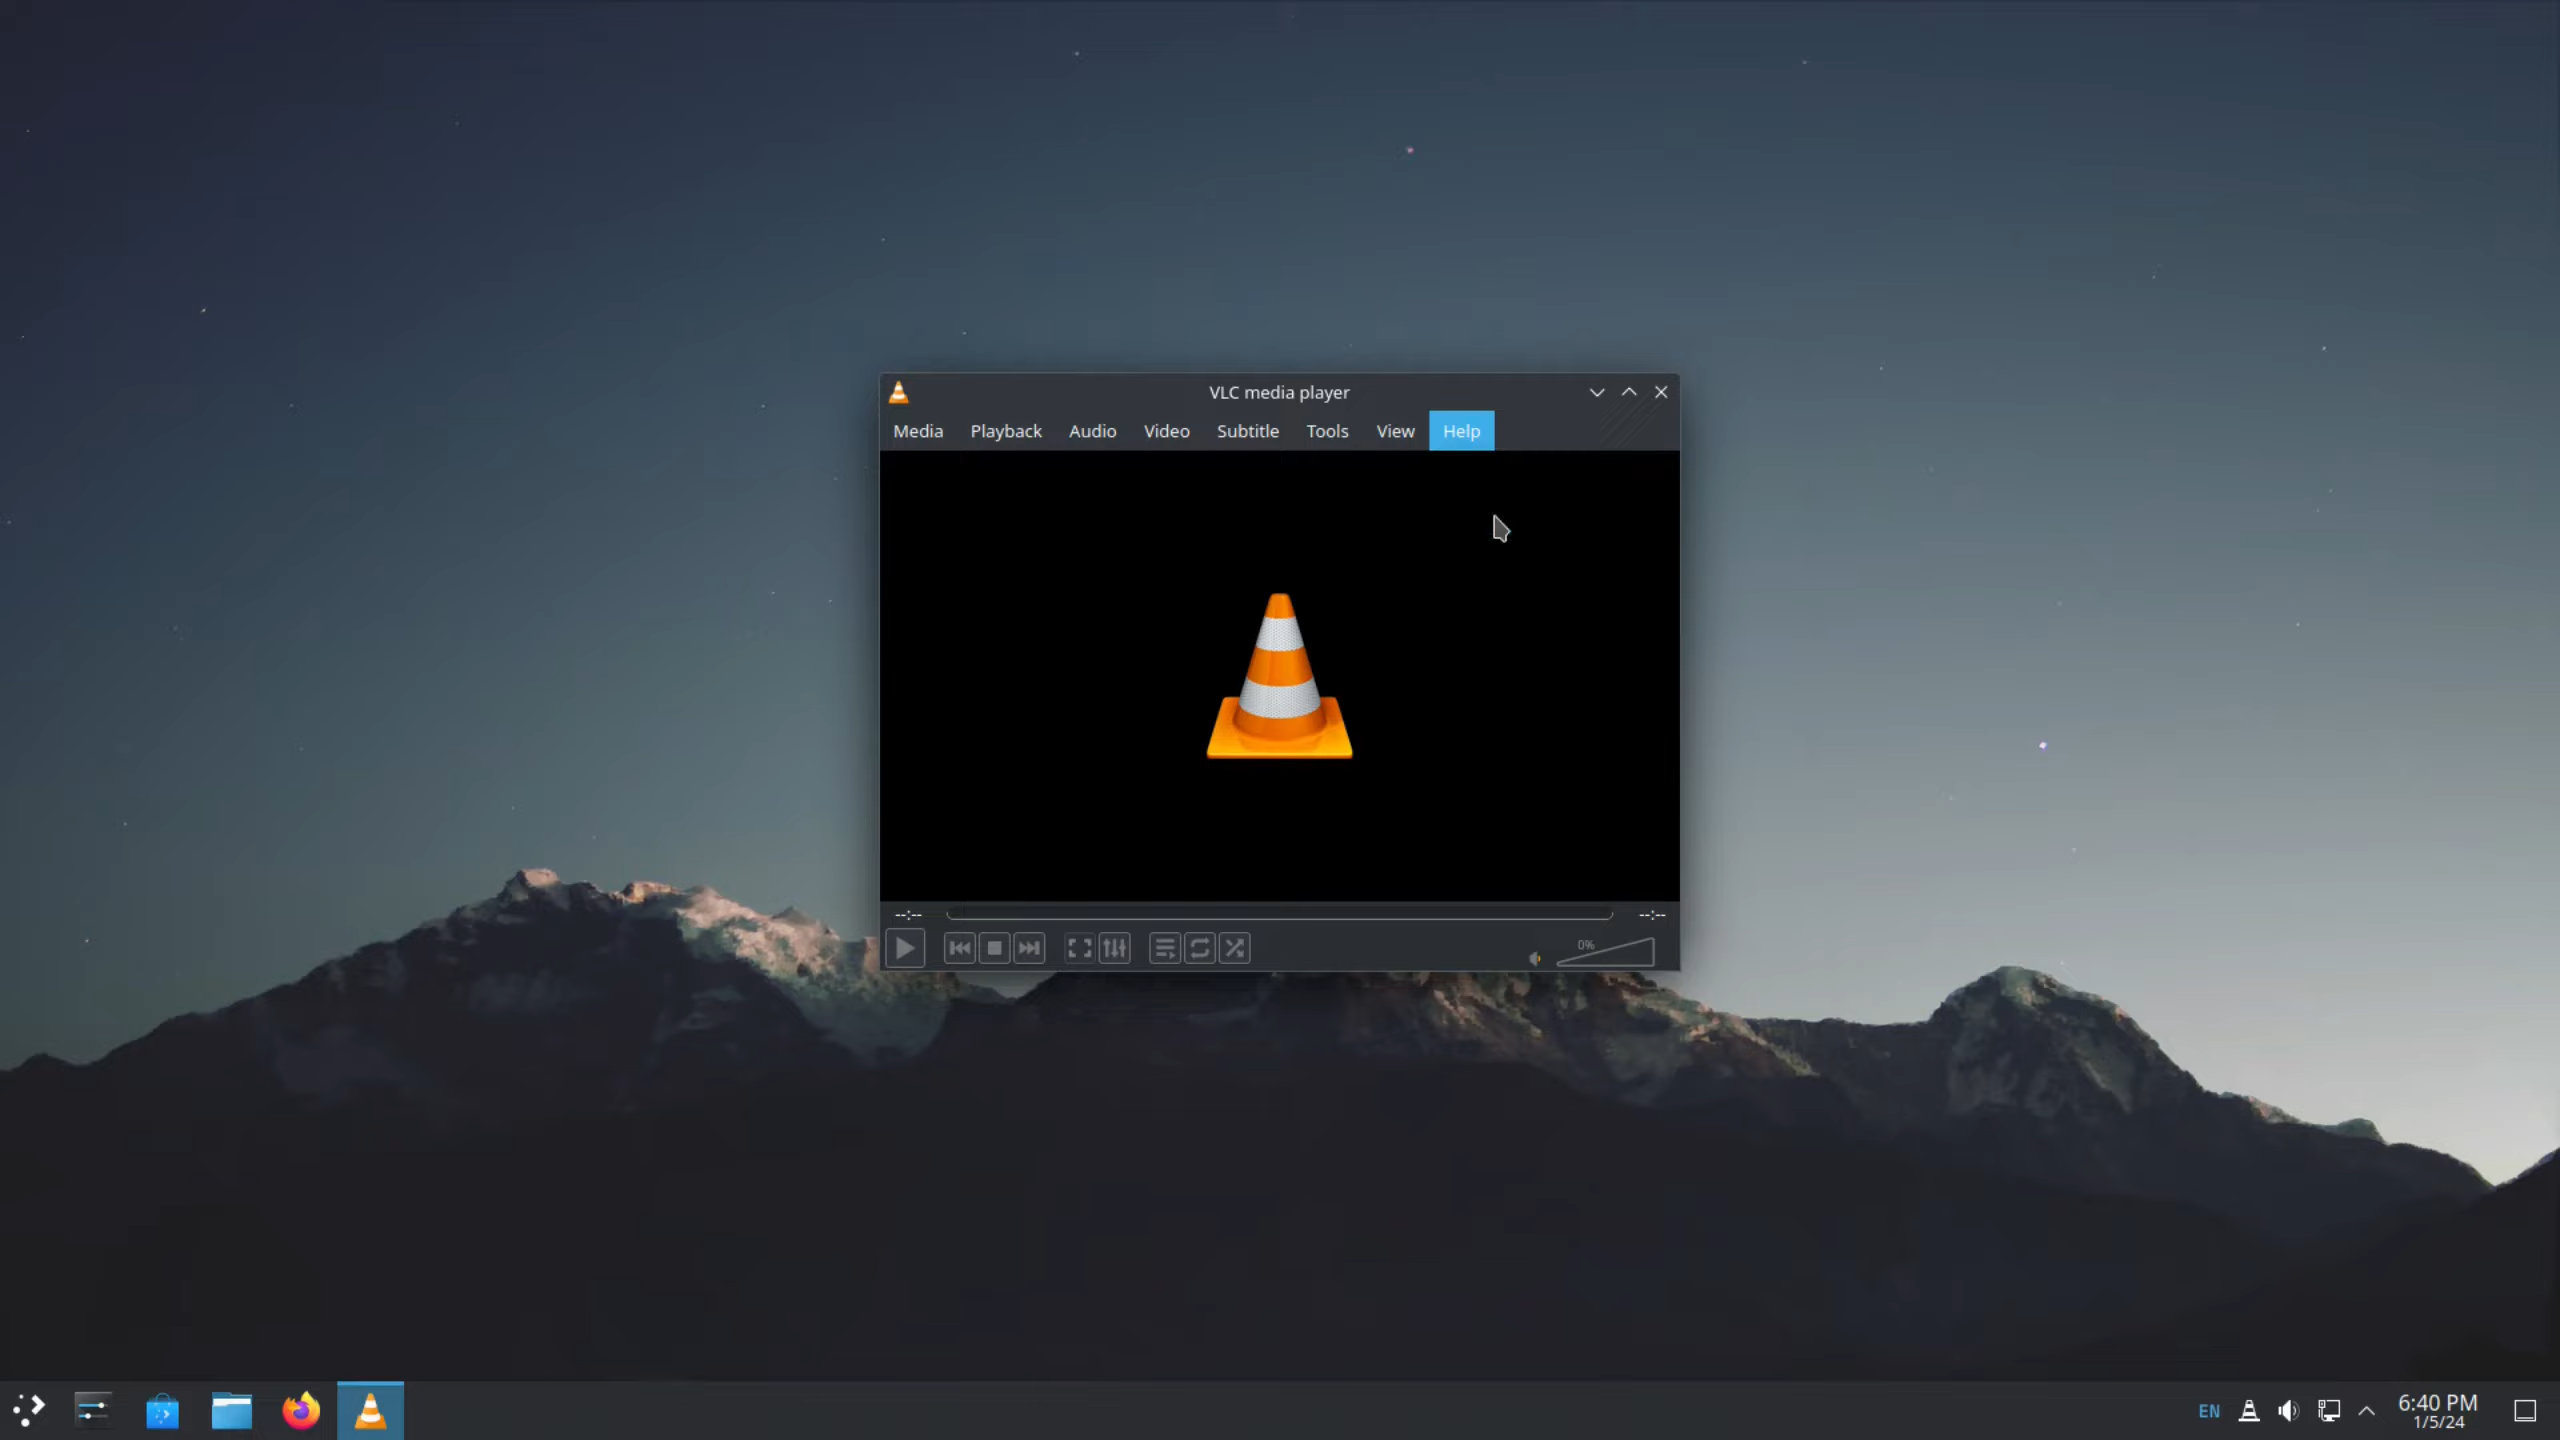 VLC media player
Media Playback Audio Video Subtitle Tools View Help
--:-- --:--
0%
EN 6:40 PM
1/5/24